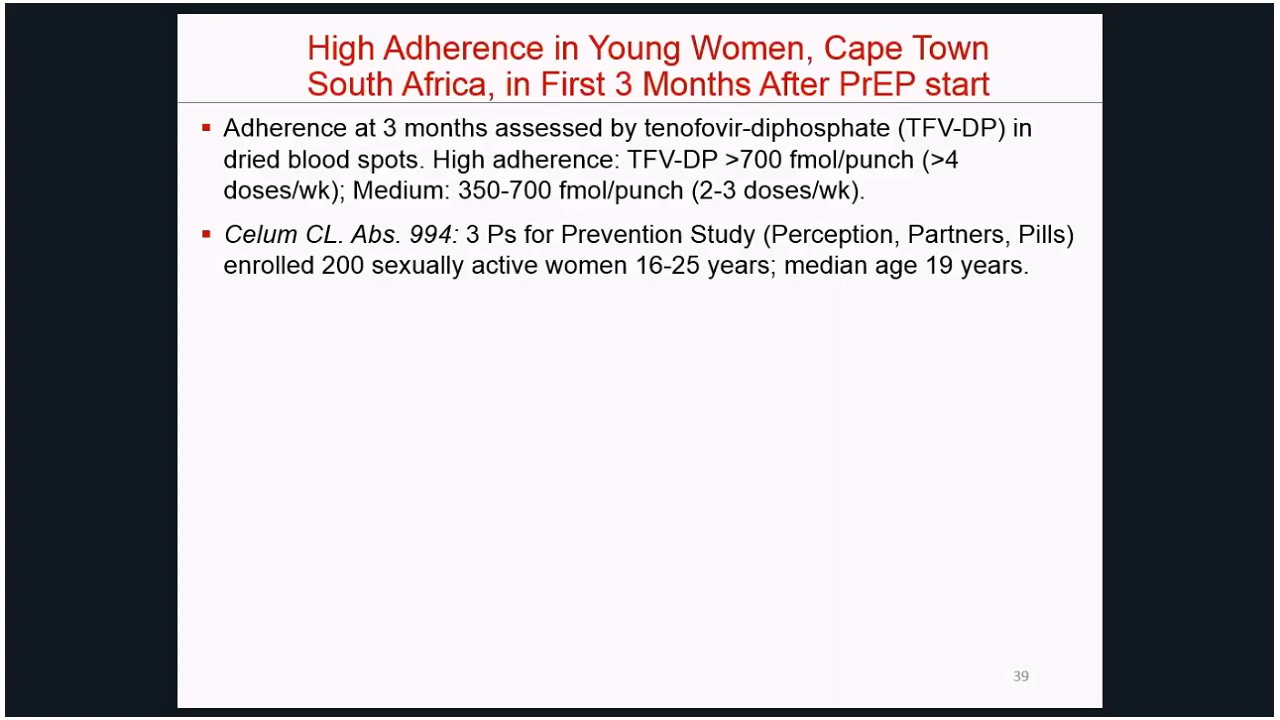 High Adherence in Young Women, Cape Town
South Africa, in First 3 Months After PrEP start
▪ Adherence at 3 months assessed by tenofovir-diphosphate (TFV-DP) in
dried blood spots. High adherence: TFV-DP >700 fmol/punch (>4
doses/wk); Medium: 350-700 fmol/punch (2-3 doses/wk).
▪ Celum CL. Abs. 994: 3 Ps for Prevention Study (Perception, Partners, Pills)
enrolled 200 sexually active women 16-25 years; median age 19 years.
39